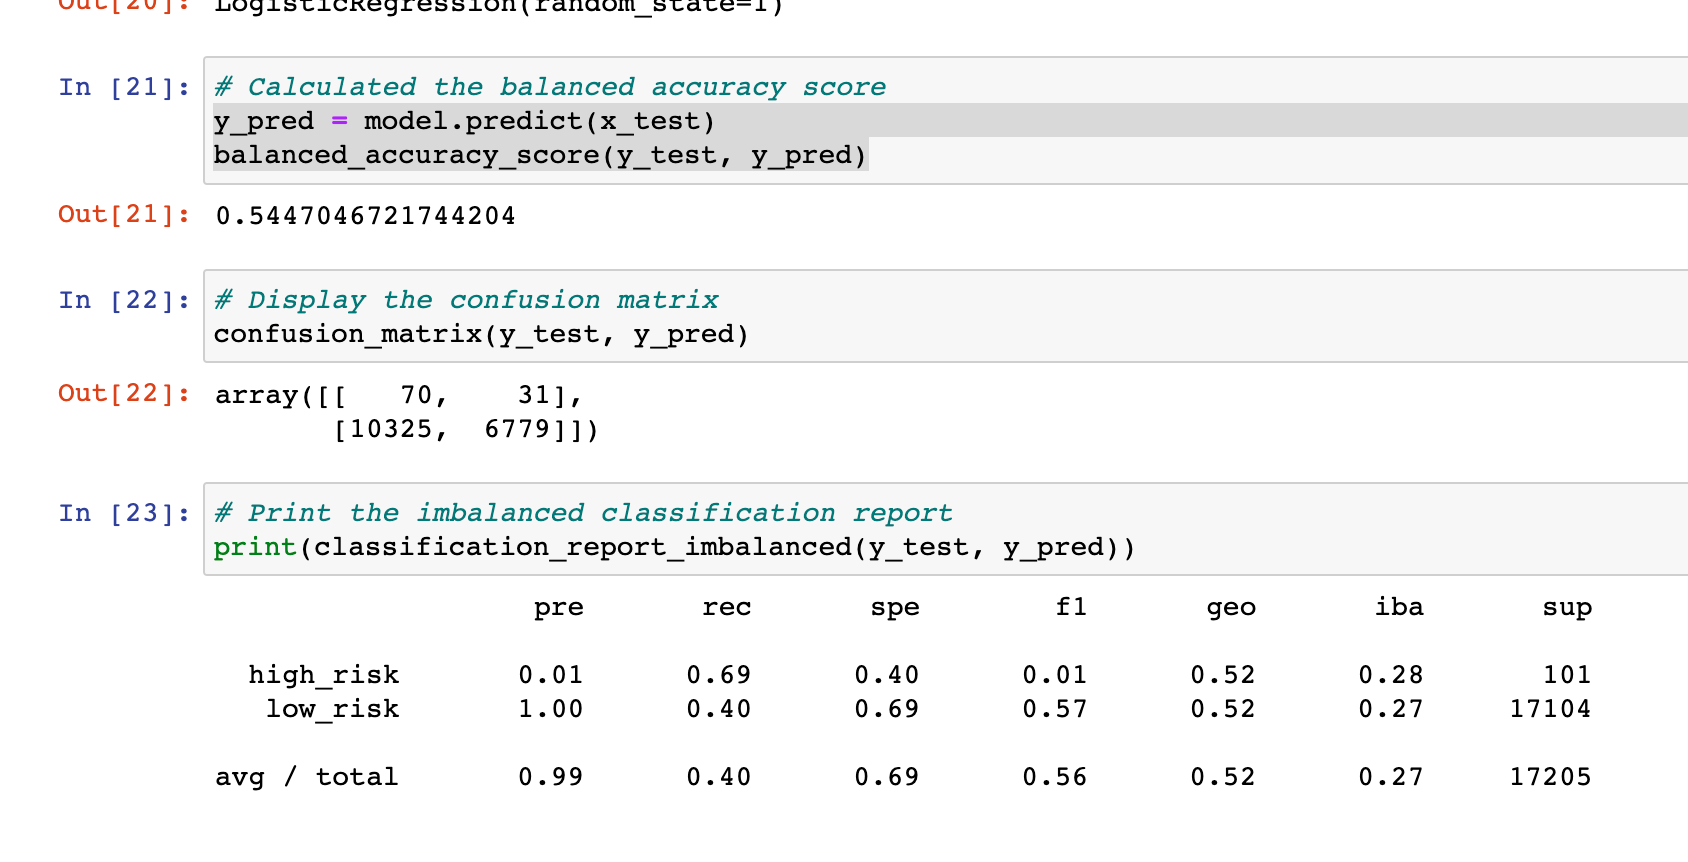 Out[20]: LogisticRegression(random_state=1)
In [21]: # Calculated the balanced accuracy score
y_pred = model.predict(x_test)
balanced_accuracy_score(y_test, y_pred)
Out[21]: 0.5447046721744204
In [22]: # Display the confusion matrix
confusion_matrix(y_test, y_pred)
Out[22]: array([[   70,    31],
       [10325,  6779]])
In [23]: # Print the imbalanced classification report
print(classification_report_imbalanced(y_test, y_pred))
pre rec spe f1 geo iba sup
high_risk 0.01 0.69 0.40 0.01 0.52 0.28 101
low_risk 1.00 0.40 0.69 0.57 0.52 0.27 17104
avg / total 0.99 0.40 0.69 0.56 0.52 0.27 17205